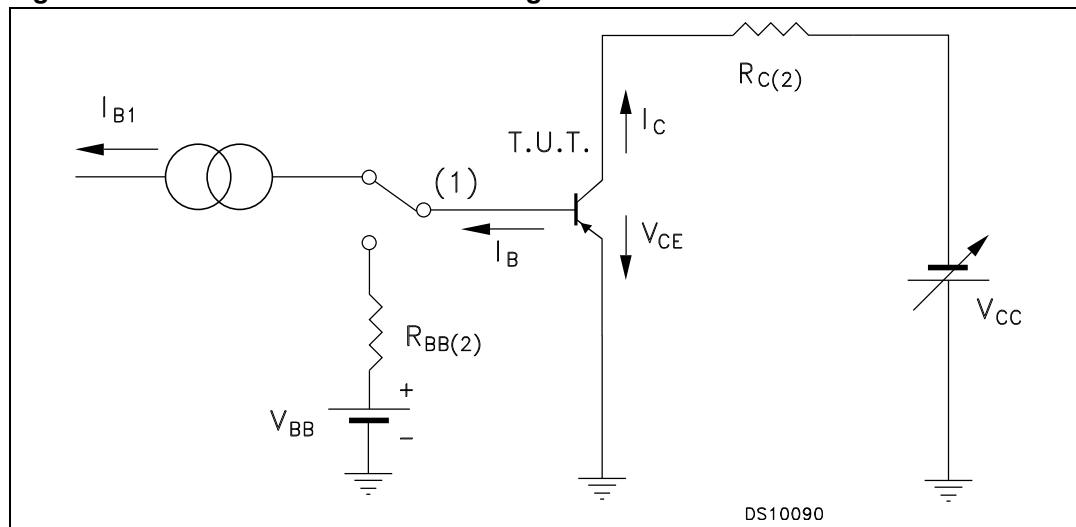 I_B1
(1)
T.U.T.
I_C
R_C(2)
I_B
V_CE
V_CC
R_BB(2)
V_BB
+
−
DS10090